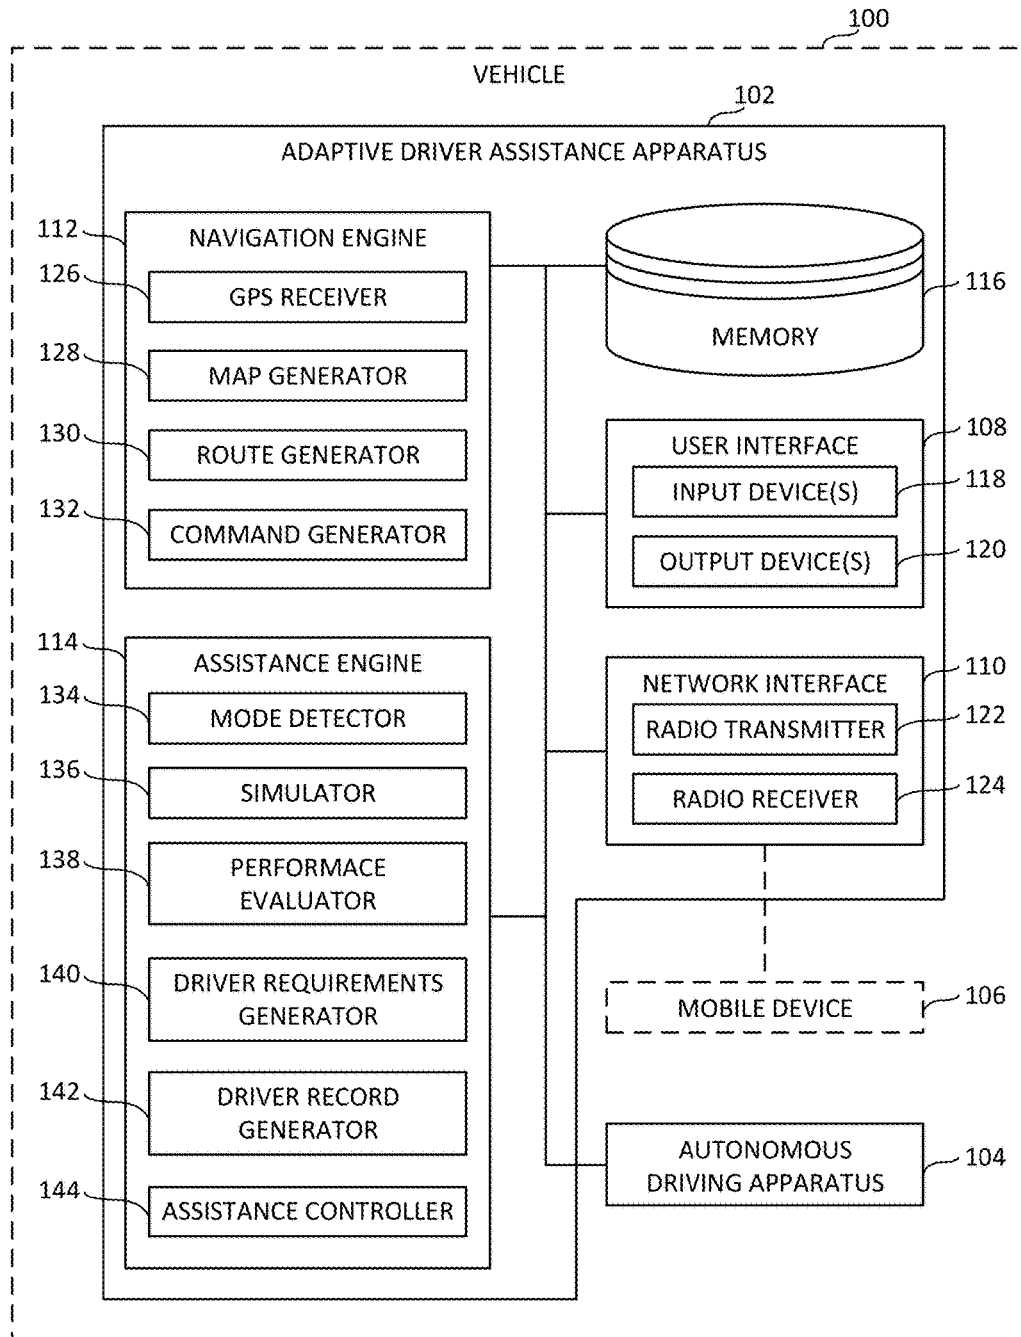 100
VEHICLE
102
ADAPTIVE DRIVER ASSISTANCE APPARATUS
112
NAVIGATION ENGINE
126
GPS RECEIVER
128
MAP GENERATOR
130
ROUTE GENERATOR
132
COMMAND GENERATOR
116
MEMORY
108
USER INTERFACE
118
INPUT DEVICE(S)
120
OUTPUT DEVICE(S)
114
ASSISTANCE ENGINE
134
MODE DETECTOR
136
SIMULATOR
138
PERFORMACE
EVALUATOR
140
DRIVER REQUIREMENTS
GENERATOR
142
DRIVER RECORD
GENERATOR
144
ASSISTANCE CONTROLLER
110
NETWORK INTERFACE
122
RADIO TRANSMITTER
124
RADIO RECEIVER
106
MOBILE DEVICE
104
AUTONOMOUS
DRIVING APPARATUS